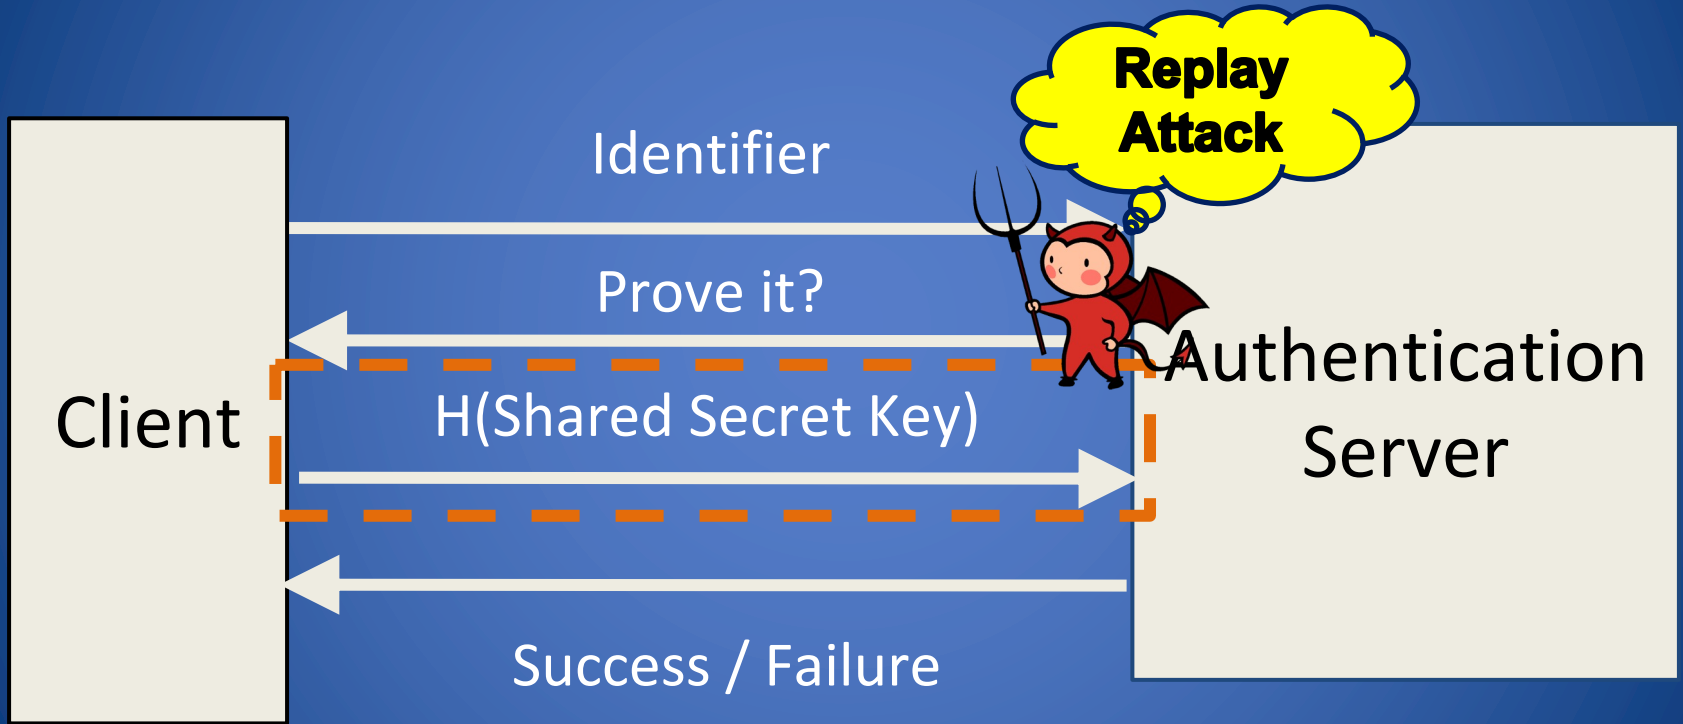 Replay
Attack
Identifier
Prove it?
Client
H(Shared Secret Key)
Authentication
Server
Success / Failure